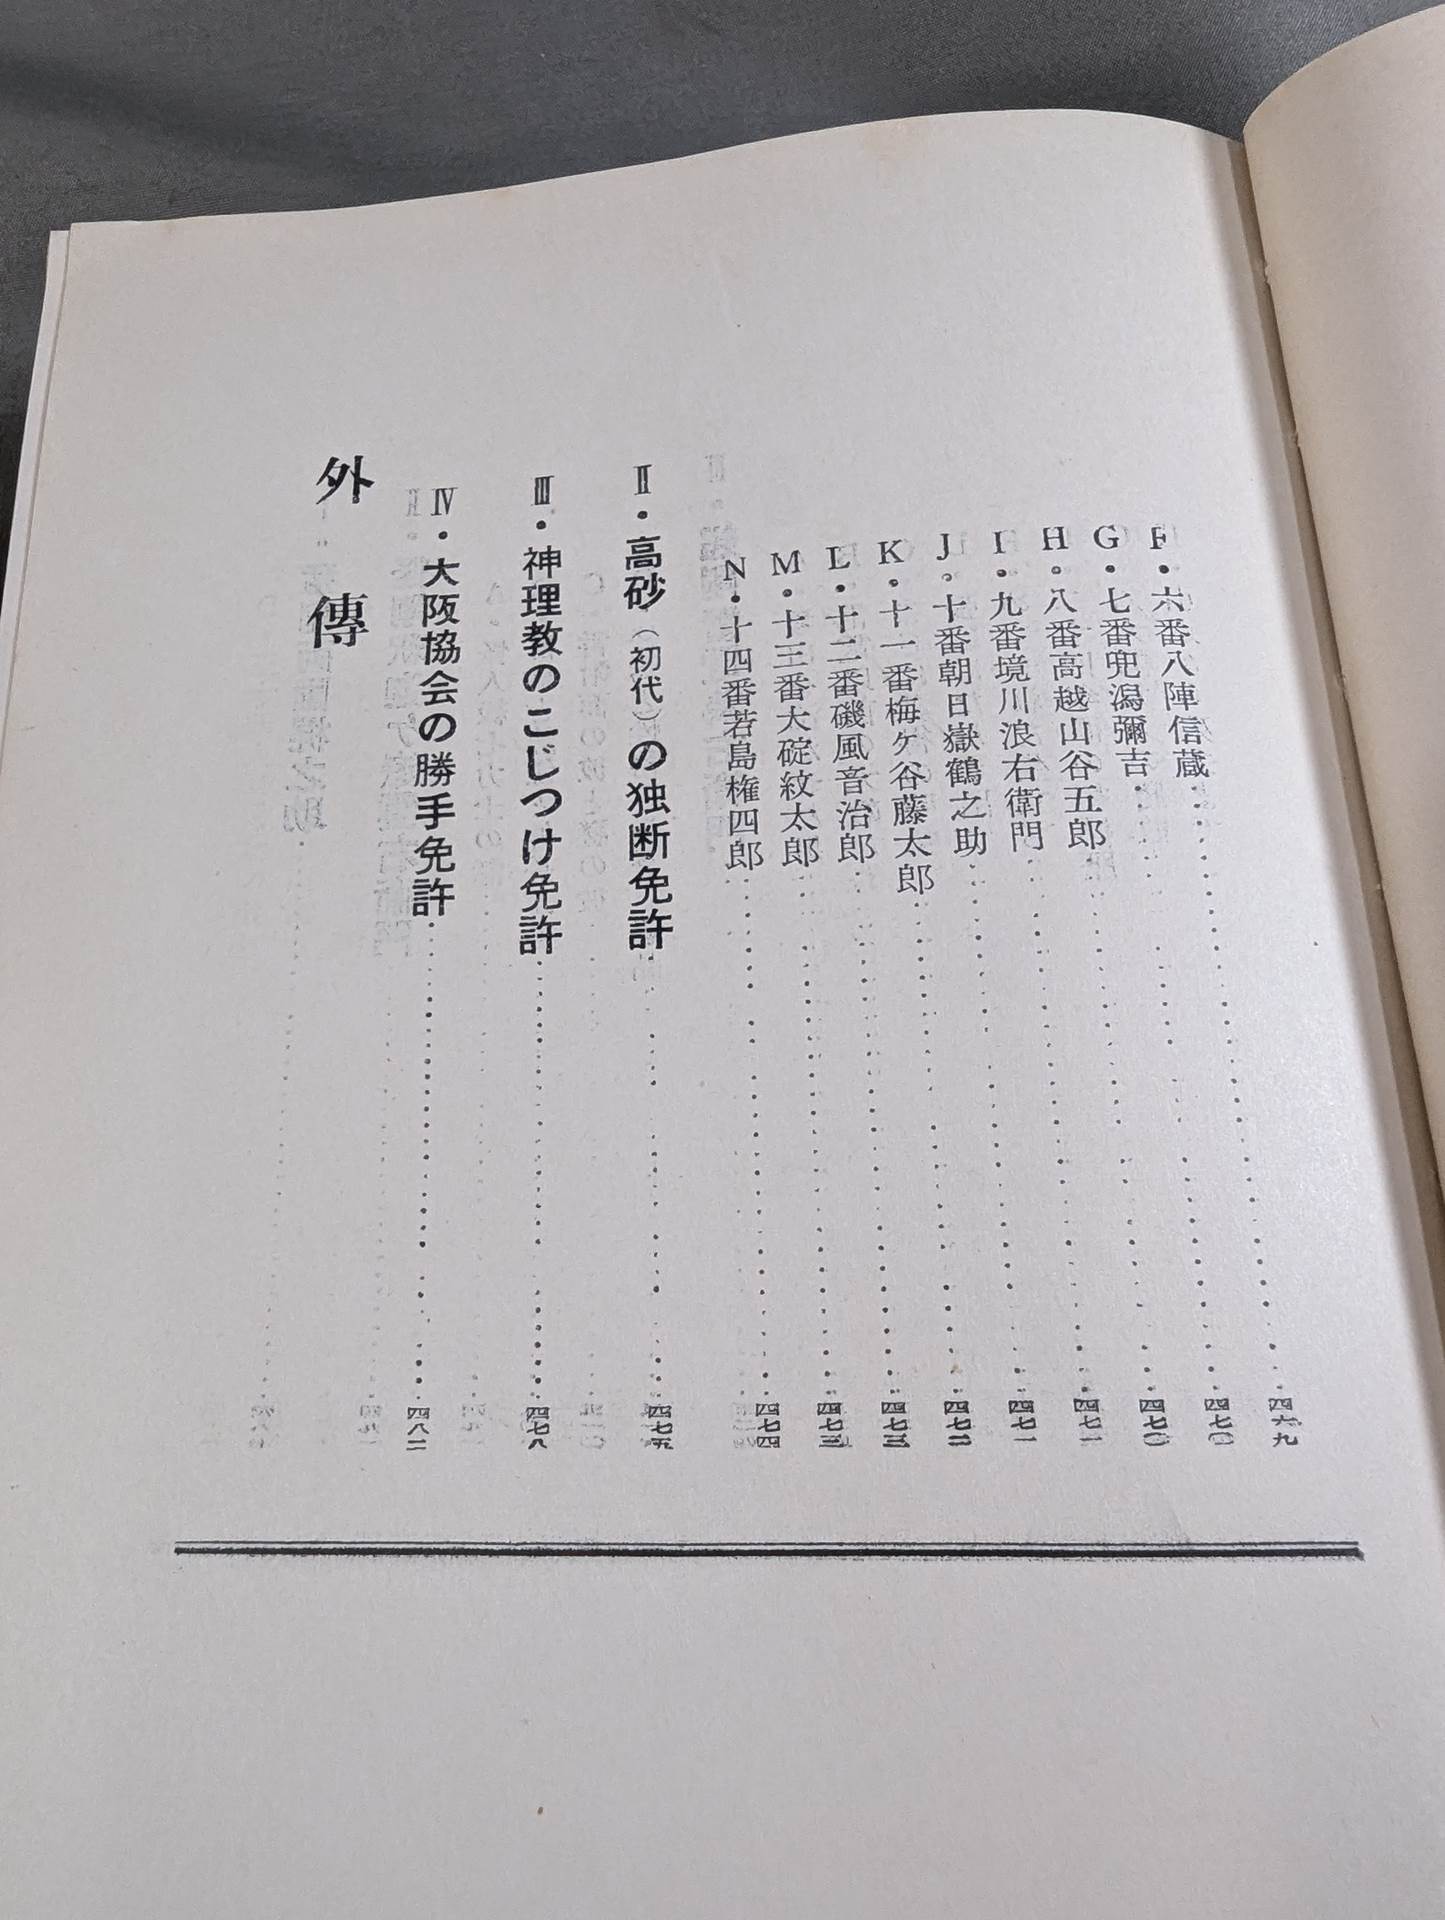 F・六番八陣信蔵 四六九
G・七番兜潟彌吉 四七〇
H・八番高越山谷五郎 四七〇
I・九番境川浪右衛門 四七一
J・十番朝日嶽鶴之助 四七一
K・十一番梅ヶ谷藤太郎 四七二
L・十二番磯風音治郎 四七三
M・十三番大碇紋太郎 四七三
N・十四番若島権四郎 四七四
Ⅱ・高砂（初代）の独断免許 四七五
Ⅲ・神理教のこじつけ免許 四七八
Ⅳ・大阪協会の勝手免許 四八二
外傳